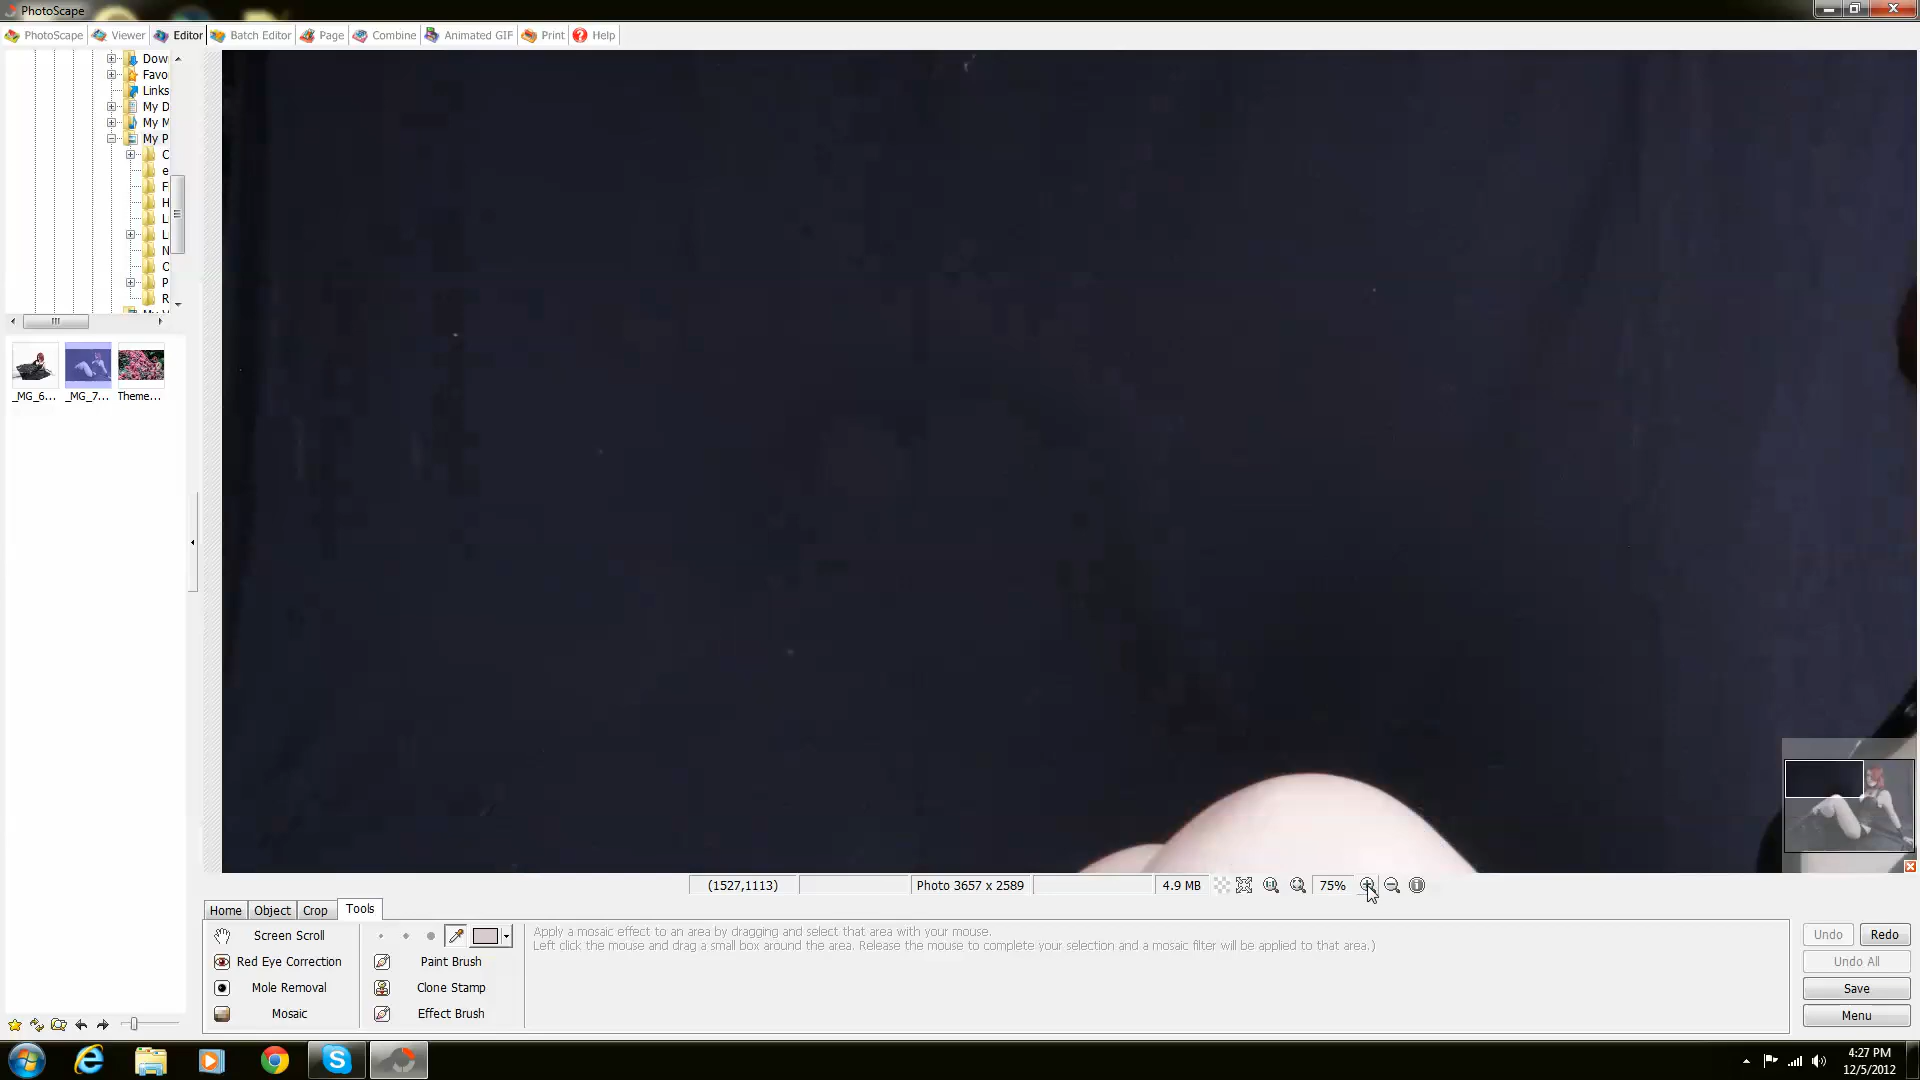 PhotoScape
PhotoScape Viewer Editor Batch Editor Page Combine Animated GIF Print Help
Dow
Favo
Links
My D
My M
My P
C
e
F
H
L
L
N
O
P
R
_MG_6... _MG_7... Theme...
(1527,1113) Photo 3657 x 2589 4.9 MB 75%
Home Object Crop Tools
Screen Scroll
Red Eye Correction
Mole Removal
Mosaic
Paint Brush
Clone Stamp
Effect Brush
Apply a mosaic effect to an area by dragging and select that area with your mouse.
Left click the mouse and drag a small box around the area. Release the mouse to complete your selection and a mosaic filter will be applied to that area.)
Undo Redo
Undo All
Save
Menu
4:27 PM
12/5/2012